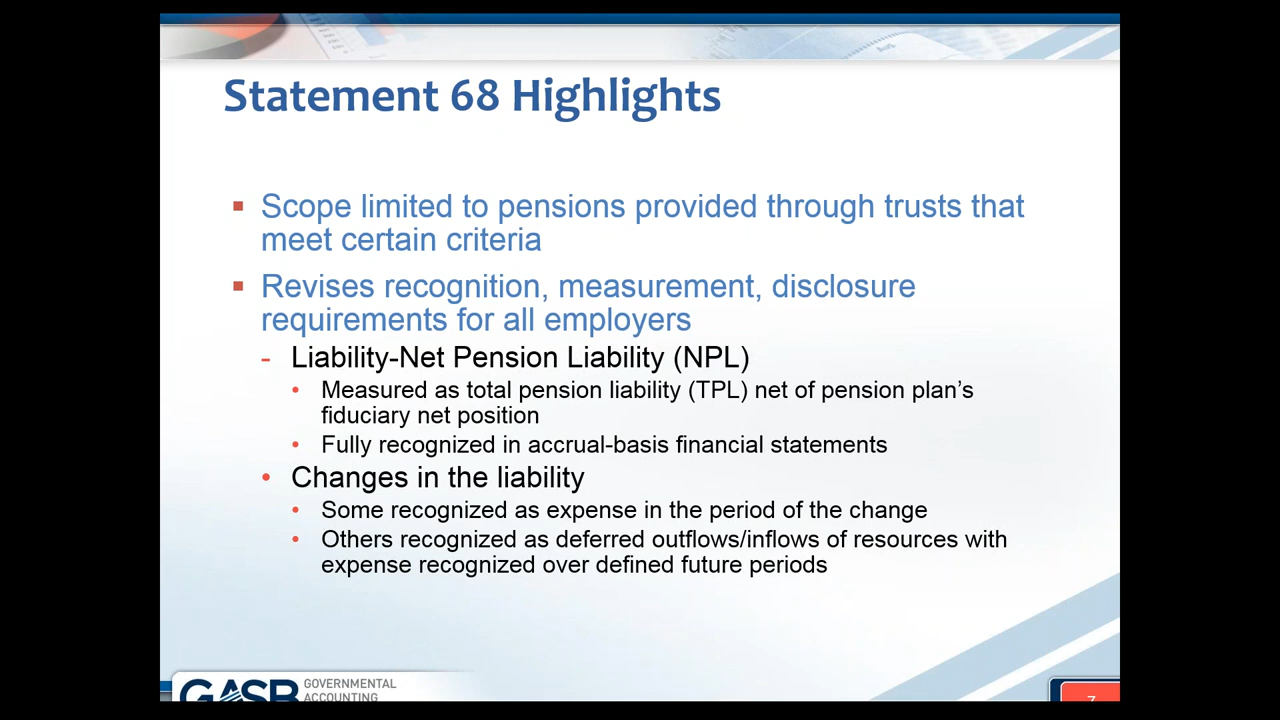 Statement 68 Highlights
▪ Scope limited to pensions provided through trusts that
meet certain criteria
▪ Revises recognition, measurement, disclosure
requirements for all employers
- Liability-Net Pension Liability (NPL)
• Measured as total pension liability (TPL) net of pension plan's
fiduciary net position
• Fully recognized in accrual-basis financial statements
• Changes in the liability
• Some recognized as expense in the period of the change
• Others recognized as deferred outflows/inflows of resources with
expense recognized over defined future periods
GASB GOVERNMENTAL
ACCOUNTING
7